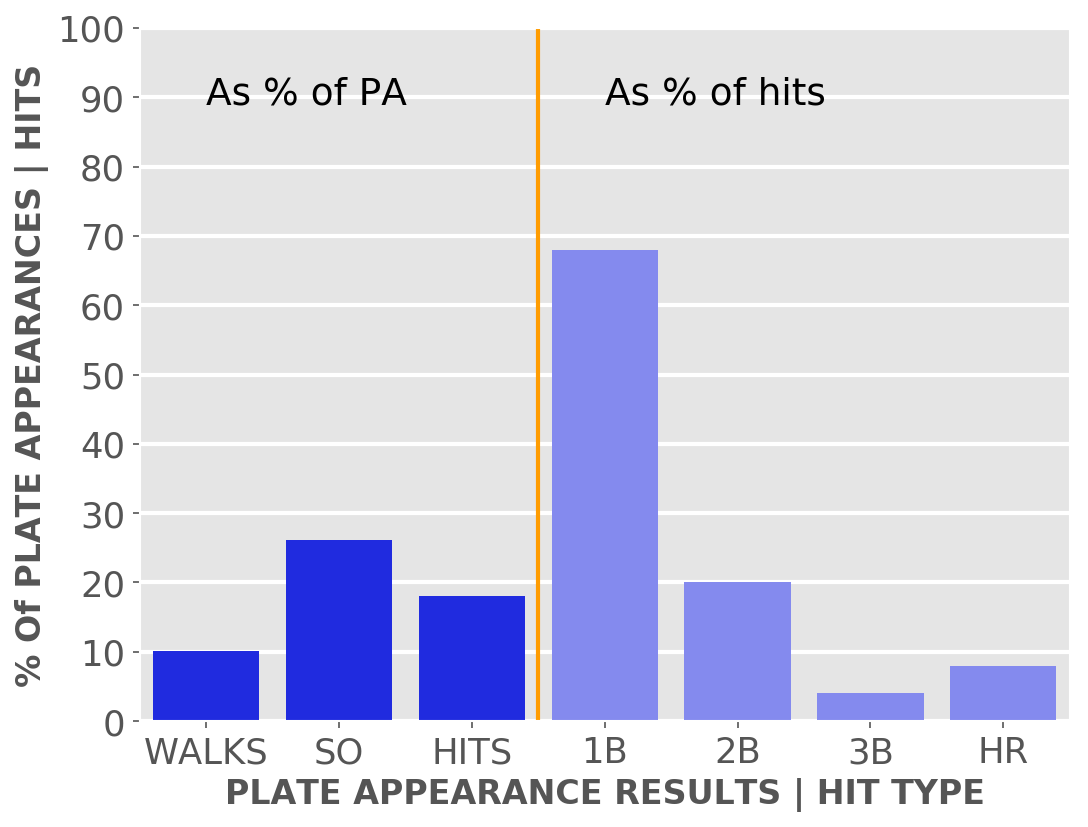 % Of PLATE APPEARANCES | HITS
100
90
80
70
60
50
40
30
20
10
0
As % of PA
As % of hits
WALKS SO HITS 1B 2B 3B HR
PLATE APPEARANCE RESULTS | HIT TYPE